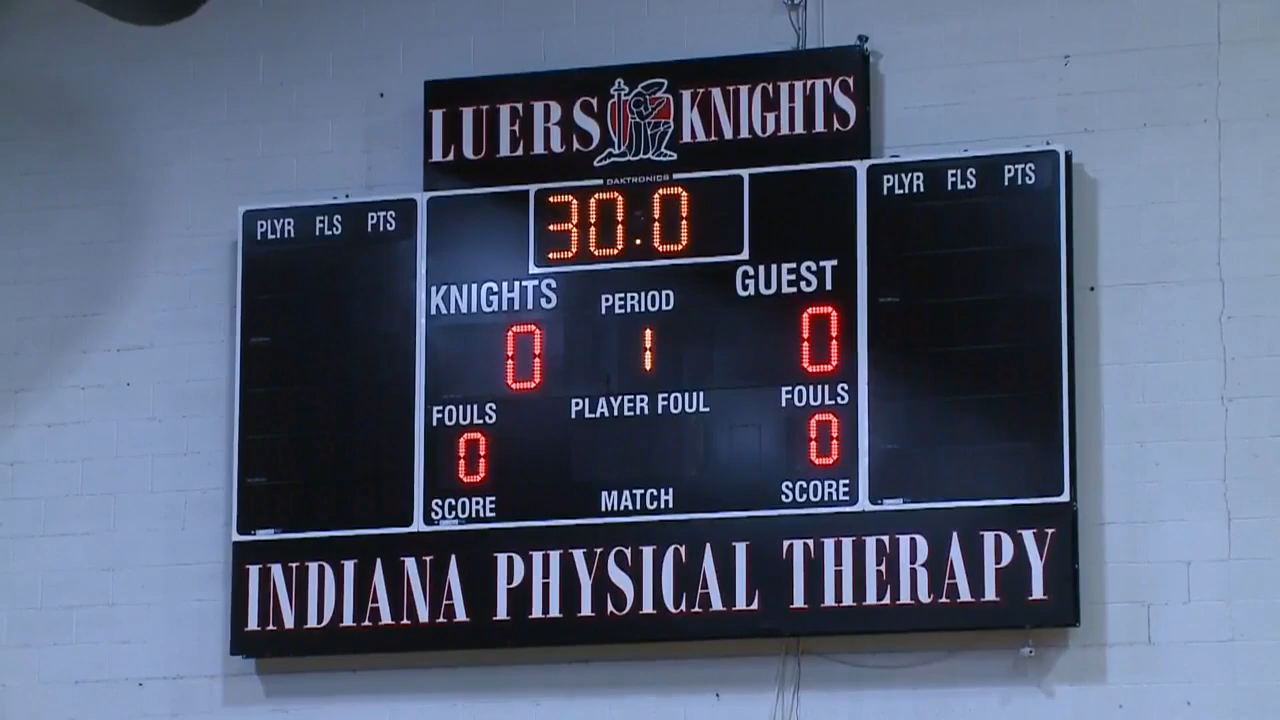 LUERS KNIGHTS
DAKTRONICS
PLYR FLS PTS
30.0
PLYR FLS PTS
KNIGHTS PERIOD GUEST
0 1 0
FOULS PLAYER FOUL FOULS
0 0
SCORE MATCH SCORE
INDIANA PHYSICAL THERAPY